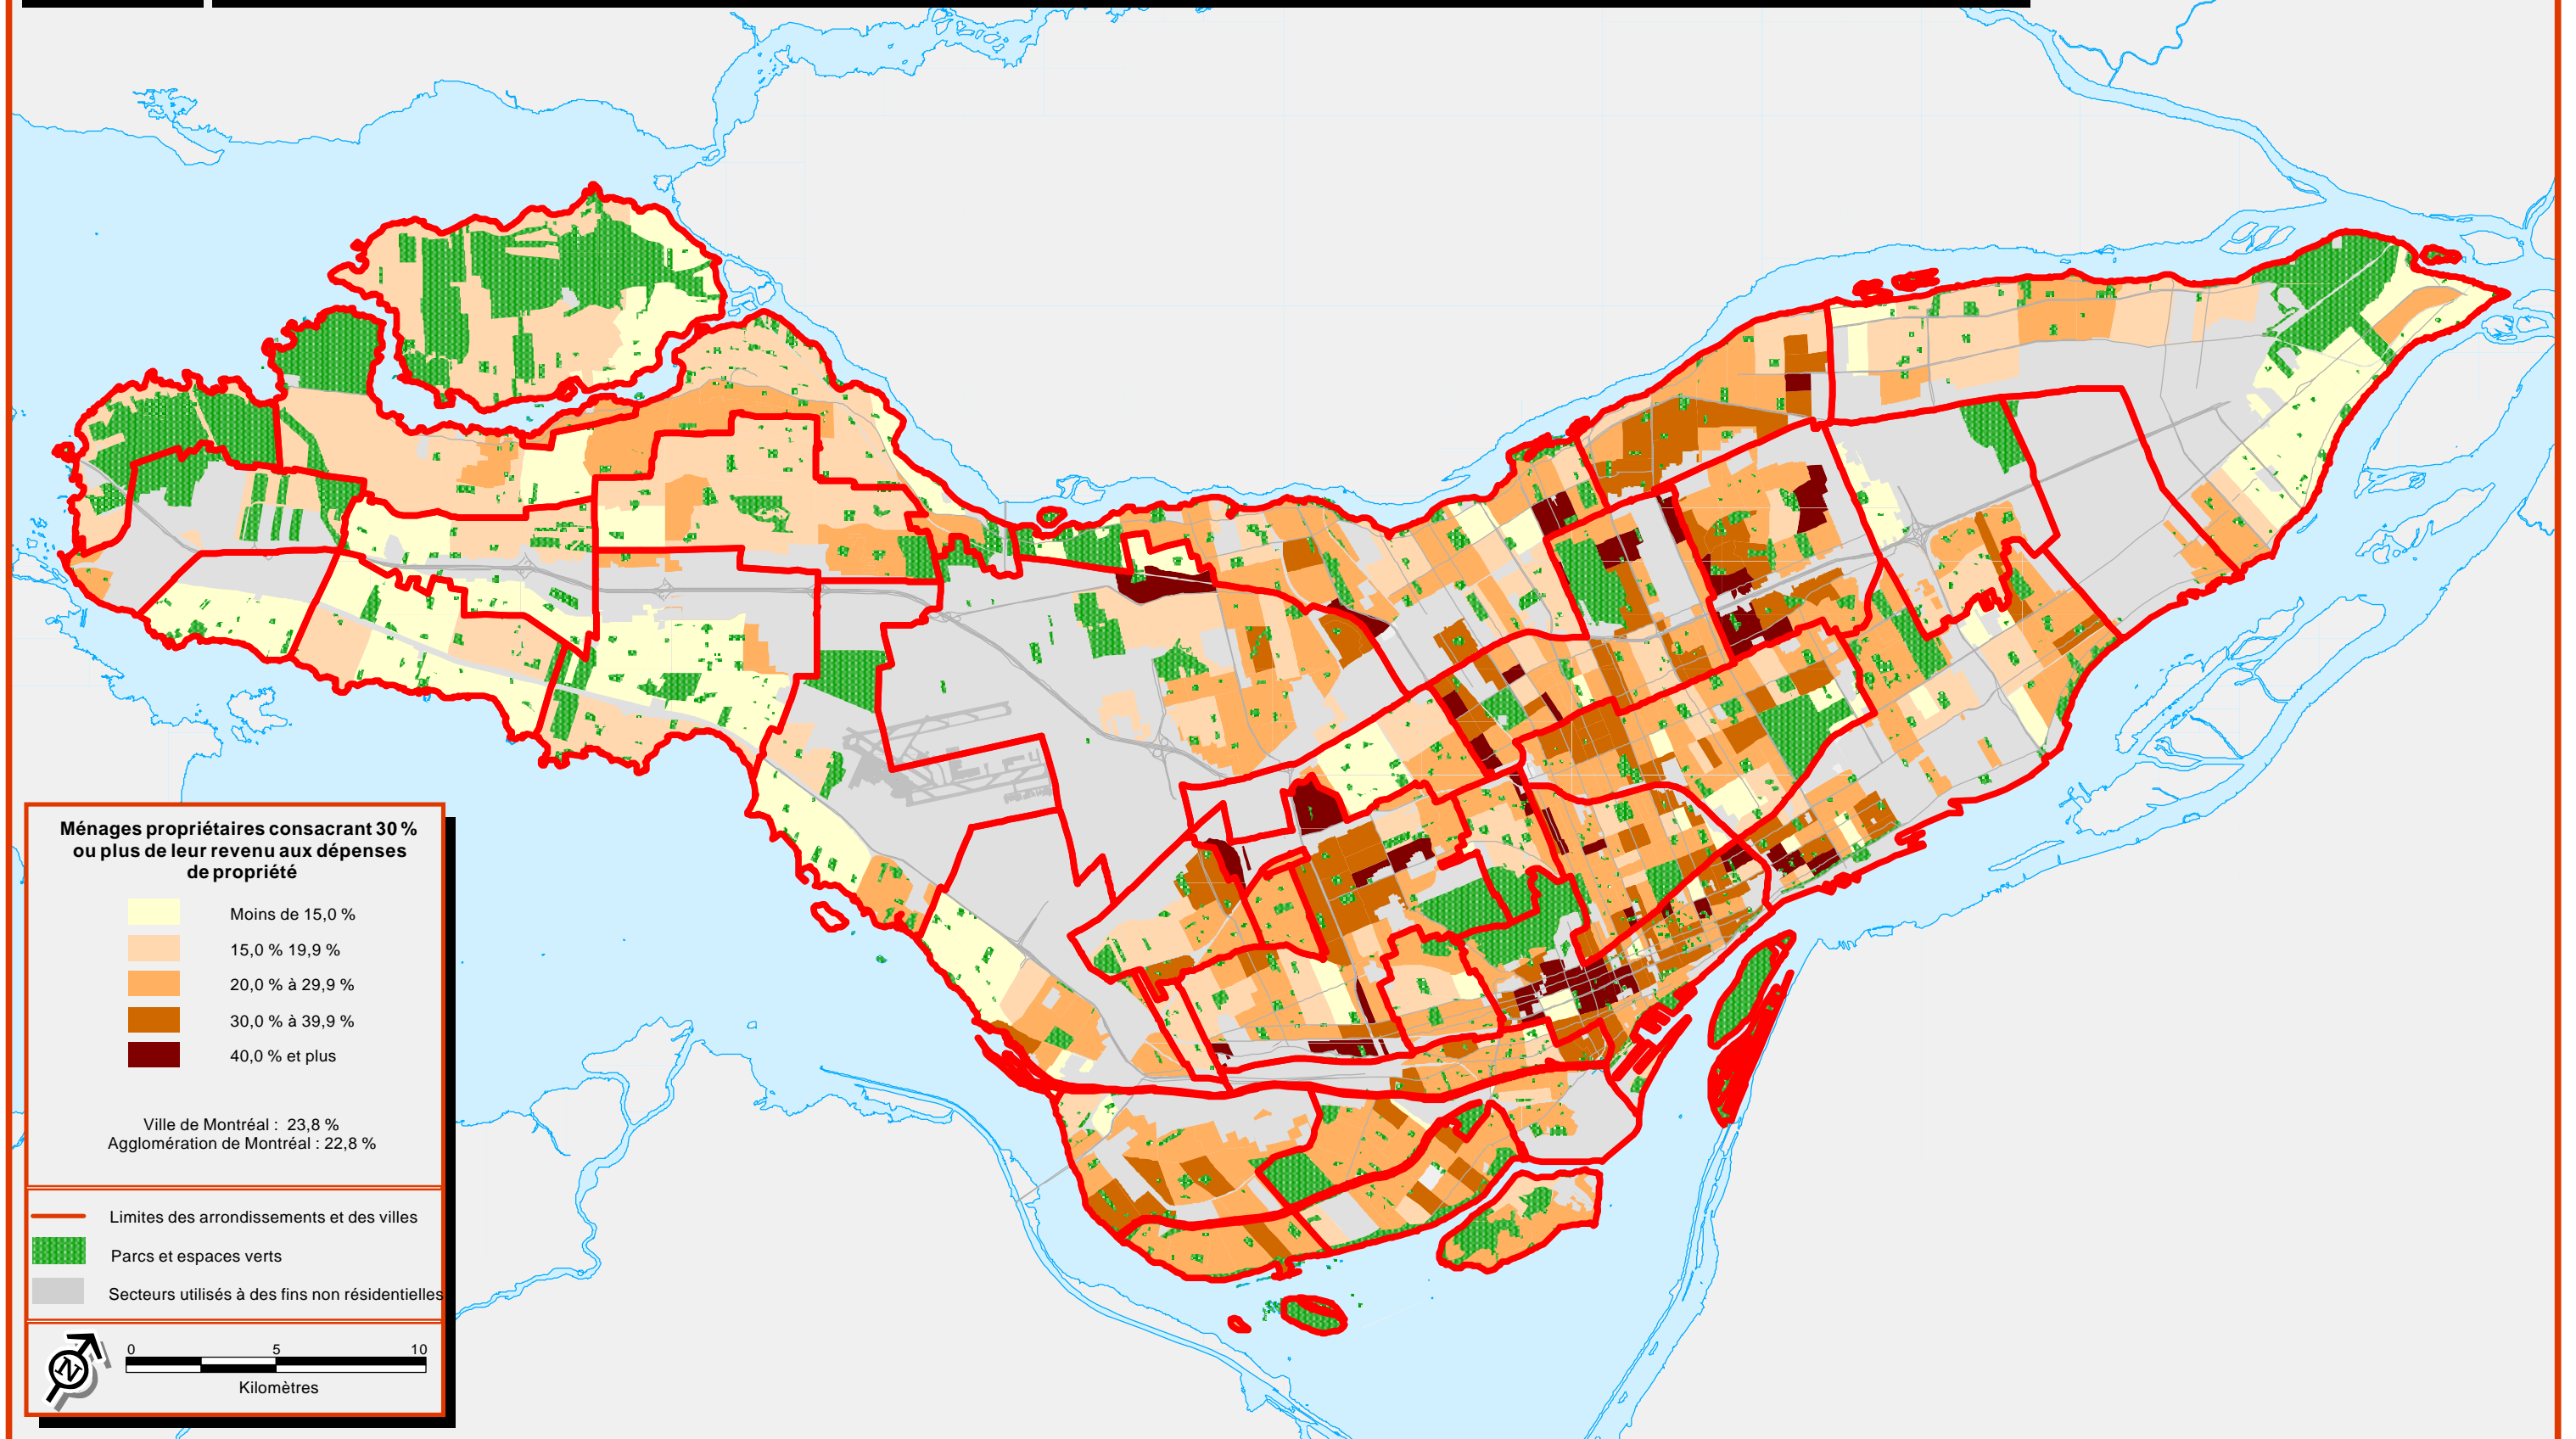 Ménages propriétaires consacrant 30 %
ou plus de leur revenu aux dépenses
de propriété
Moins de 15,0 %
15,0 % 19,9 %
20,0 % à 29,9 %
30,0 % à 39,9 %
40,0 % et plus
Ville de Montréal : 23,8 %
Agglomération de Montréal : 22,8 %
Limites des arrondissements et des villes
Parcs et espaces verts
Secteurs utilisés à des fins non résidentielles
N
0 5 10
Kilomètres